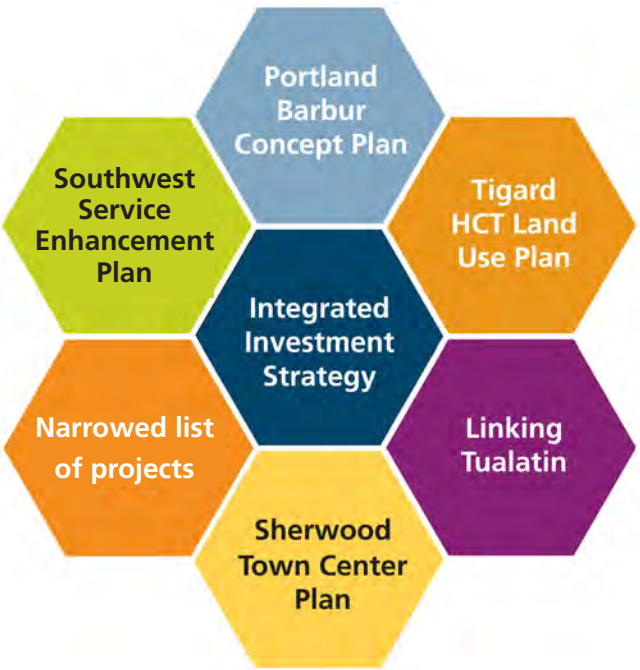 Portland
Barbur
Concept Plan
Southwest
Service
Enhancement
Plan
Tigard
HCT Land
Use Plan
Integrated
Investment
Strategy
Narrowed list
of projects
Linking
Tualatin
Sherwood
Town Center
Plan